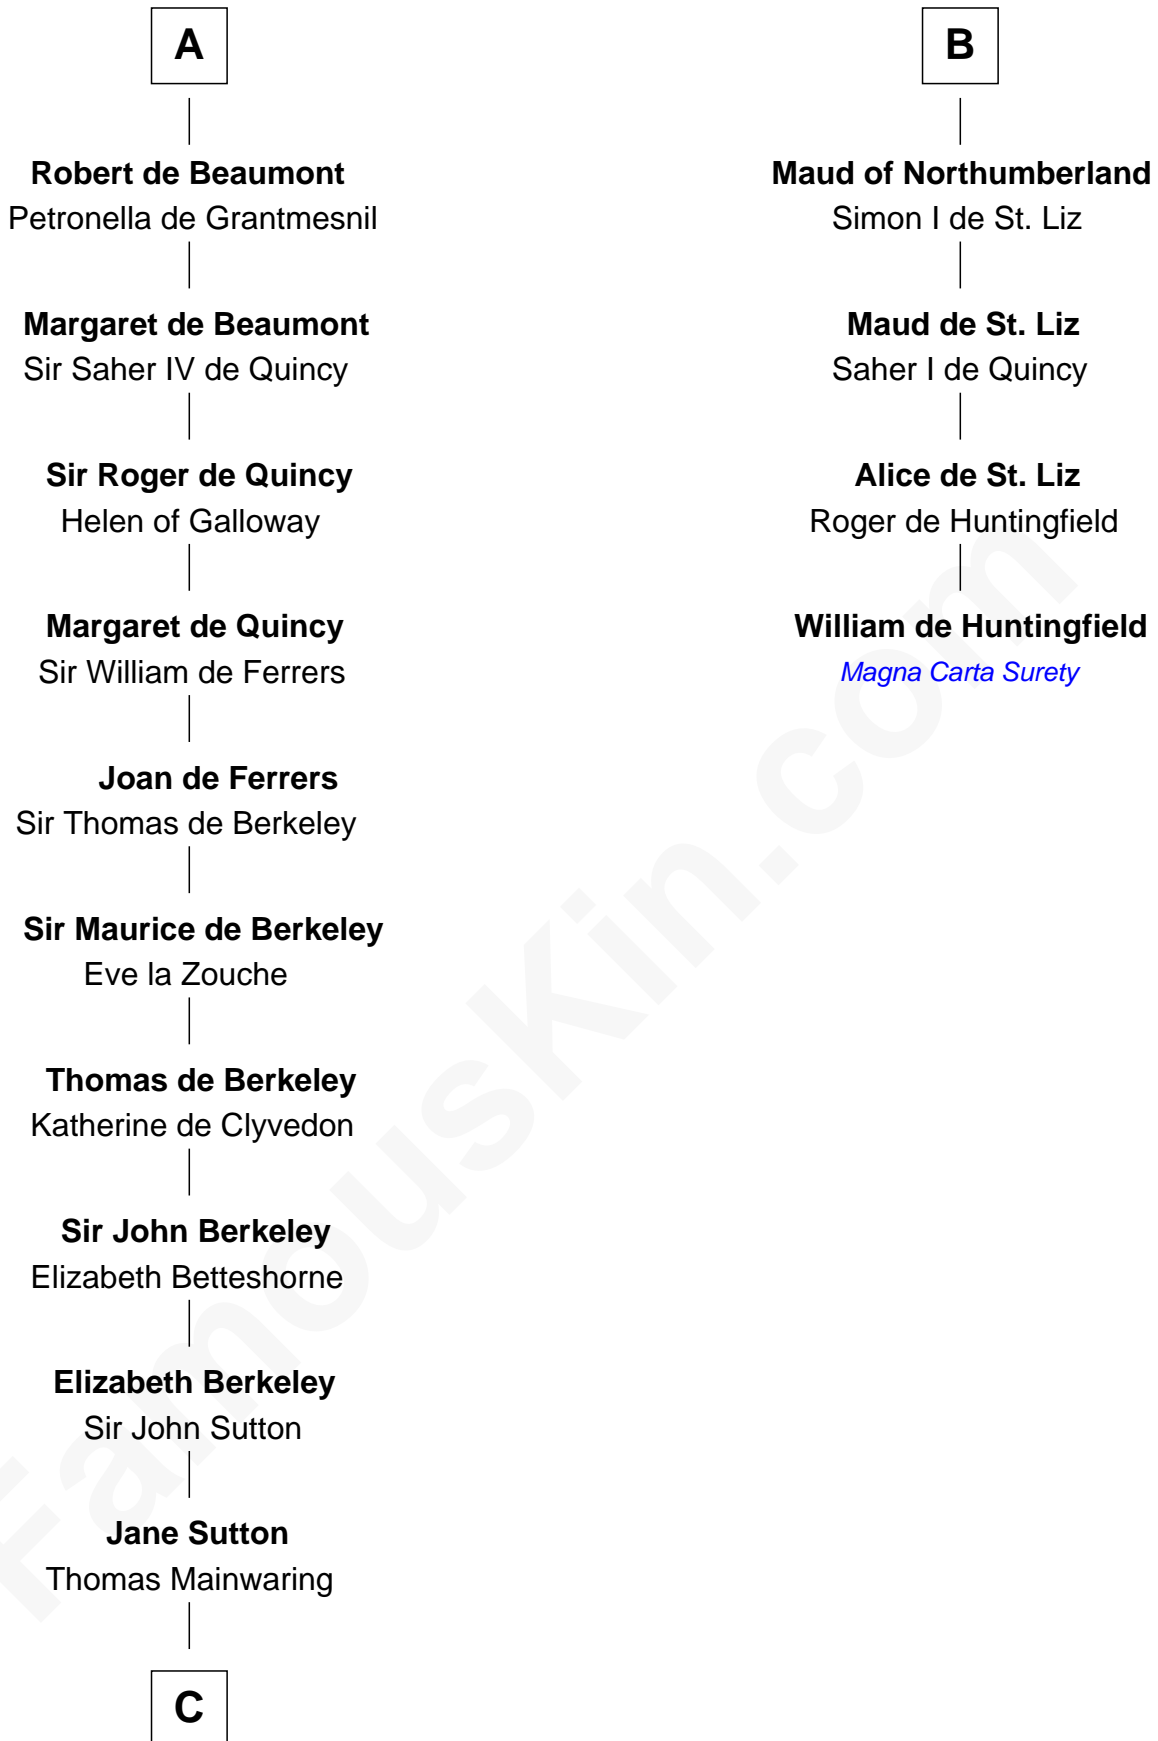 A
Robert de Beaumont
Petronella de Grantmesnil
Margaret de Beaumont
Sir Saher IV de Quincy
Sir Roger de Quincy
Helen of Galloway
Margaret de Quincy
Sir William de Ferrers
Joan de Ferrers
Sir Thomas de Berkeley
Sir Maurice de Berkeley
Eve la Zouche
Thomas de Berkeley
Katherine de Clyvedon
Sir John Berkeley
Elizabeth Betteshorne
Elizabeth Berkeley
Sir John Sutton
Jane Sutton
Thomas Mainwaring
C
B
Maud of Northumberland
Simon I de St. Liz
Maud de St. Liz
Saher I de Quincy
Alice de St. Liz
Roger de Huntingfield
William de Huntingfield
Magna Carta Surety
FamousKin.com